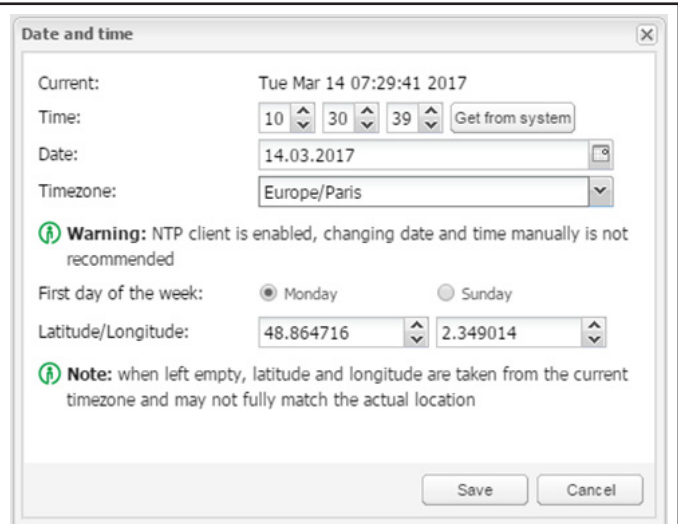 Date and time
Current: Tue Mar 14 07:29:41 2017
Time: 10 30 39 Get from system
Date: 14.03.2017
Timezone: Europe/Paris
Warning: NTP client is enabled, changing date and time manually is not
recommended
First day of the week: Monday Sunday
Latitude/Longitude: 48.864716 2.349014
Note: when left empty, latitude and longitude are taken from the current
timezone and may not fully match the actual location
Save Cancel